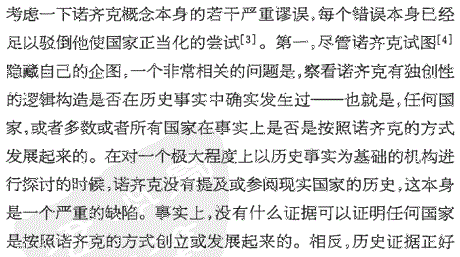 考虑一下诺齐克概念本身的若干严重谬误,每个错误本身已经
足以驳倒他使国家正当化的尝试[3]。第一,尽管诺齐克试图[4]
隐藏自己的企图,一个非常相关的问题是,察看诺齐克有独创性
的逻辑构造是否在历史事实中确实发生过——也就是,任何国
家,或者多数或者所有国家在事实上是否是按照诺齐克的方式
发展起来的。在对一个极大程度上以历史事实为基础的机构进
行探讨的时候,诺齐克没有提及或参阅现实国家的历史,这本身
是一个严重的缺陷。事实上,没有什么证据可以证明任何国家
是按照诺齐克的方式创立或发展起来的。相反,历史证据正好